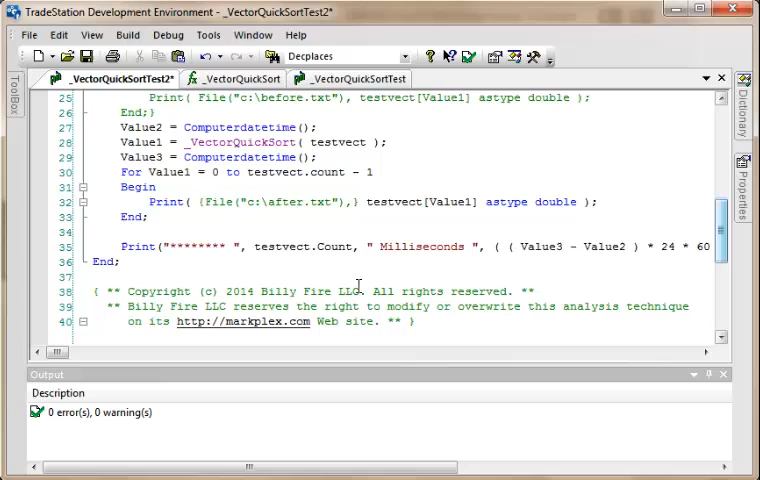 TradeStation Development Environment - _VectorQuickSortTest2*
File Edit View Build Debug Tools Window Help
Decplaces
_VectorQuickSortTest2* _VectorQuickSort _VectorQuickSortTest
ToolBox
Dictionary
Properties
25 Print( File("c:\before.txt"), testvect[Value1] astype double );
26 End;}
27 Value2 = Computerdatetime();
28 Value1 = _VectorQuickSort( testvect );
29 Value3 = Computerdatetime();
30 For Value1 = 0 to testvect.count - 1
31 Begin
32 Print( {File("c:\after.txt"),} testvect[Value1] astype double );
33 End;
34
35 Print("******** ", testvect.Count, " Milliseconds ", ( ( Value3 - Value2 ) * 24 * 60
36 End;
37
38 { ** Copyright (c) 2014 Billy Fire LLC. All rights reserved. **
39 ** Billy Fire LLC reserves the right to modify or overwrite this analysis technique
40 on its http://markplex.com Web site. ** }
Output
Description
0 error(s), 0 warning(s)